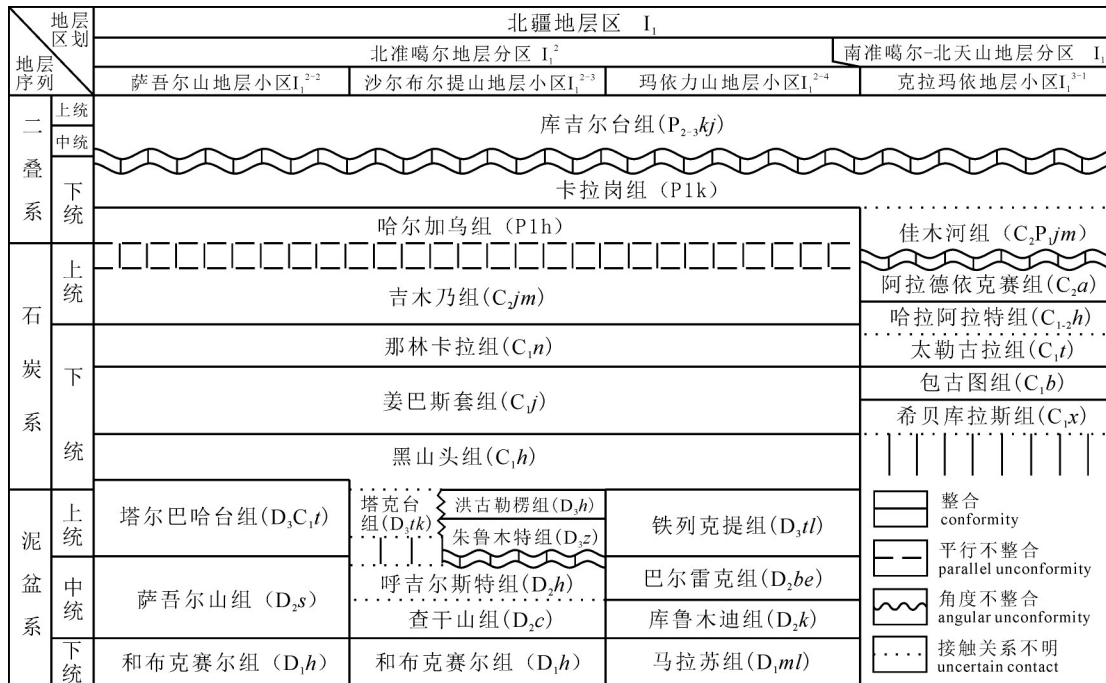 地层区划
地层序列
北疆地层区 I₁
北准噶尔地层分区 I₁²
南准噶尔-北天山地层分区 I₁
萨吾尔山地层小区I₁²⁻²
沙尔布尔提山地层小区I₁²⁻³
玛依力山地层小区I₁²⁻⁴
克拉玛依地层小区I₁³⁻¹
二叠系
上统
中统
下统
库吉尔台组(P₂₋₃kj)
卡拉岗组 (P1k)
哈尔加乌组 (P1h)
佳木河组 (C₂P₁jm)
石炭系
上统
下统
吉木乃组(C₂jm)
阿拉德依克赛组(C₂a)
哈拉阿拉特组(C₁₋₂h)
那林卡拉组(C₁n)
太勒古拉组(C₁t)
姜巴斯套组(C₁j)
包古图组(C₁b)
希贝库拉斯组(C₁x)
黑山头组(C₁h)
泥盆系
上统
中统
下统
塔尔巴哈台组(D₃C₁t)
塔克台
组(D₃tk)
洪古勒楞组(D₃h)
朱鲁木特组(D₃z)
铁列克提组(D₃tl)
萨吾尔山组 (D₂s)
呼吉尔斯特组(D₂h)
查干山组(D₂c)
巴尔雷克组(D₂be)
库鲁木迪组(D₂k)
和布克赛尔组 (D₁h)
和布克赛尔组 (D₁h)
马拉苏组(D₁ml)
整合
conformity
平行不整合
parallel unconformity
角度不整合
angular unconformity
接触关系不明
uncertain contact